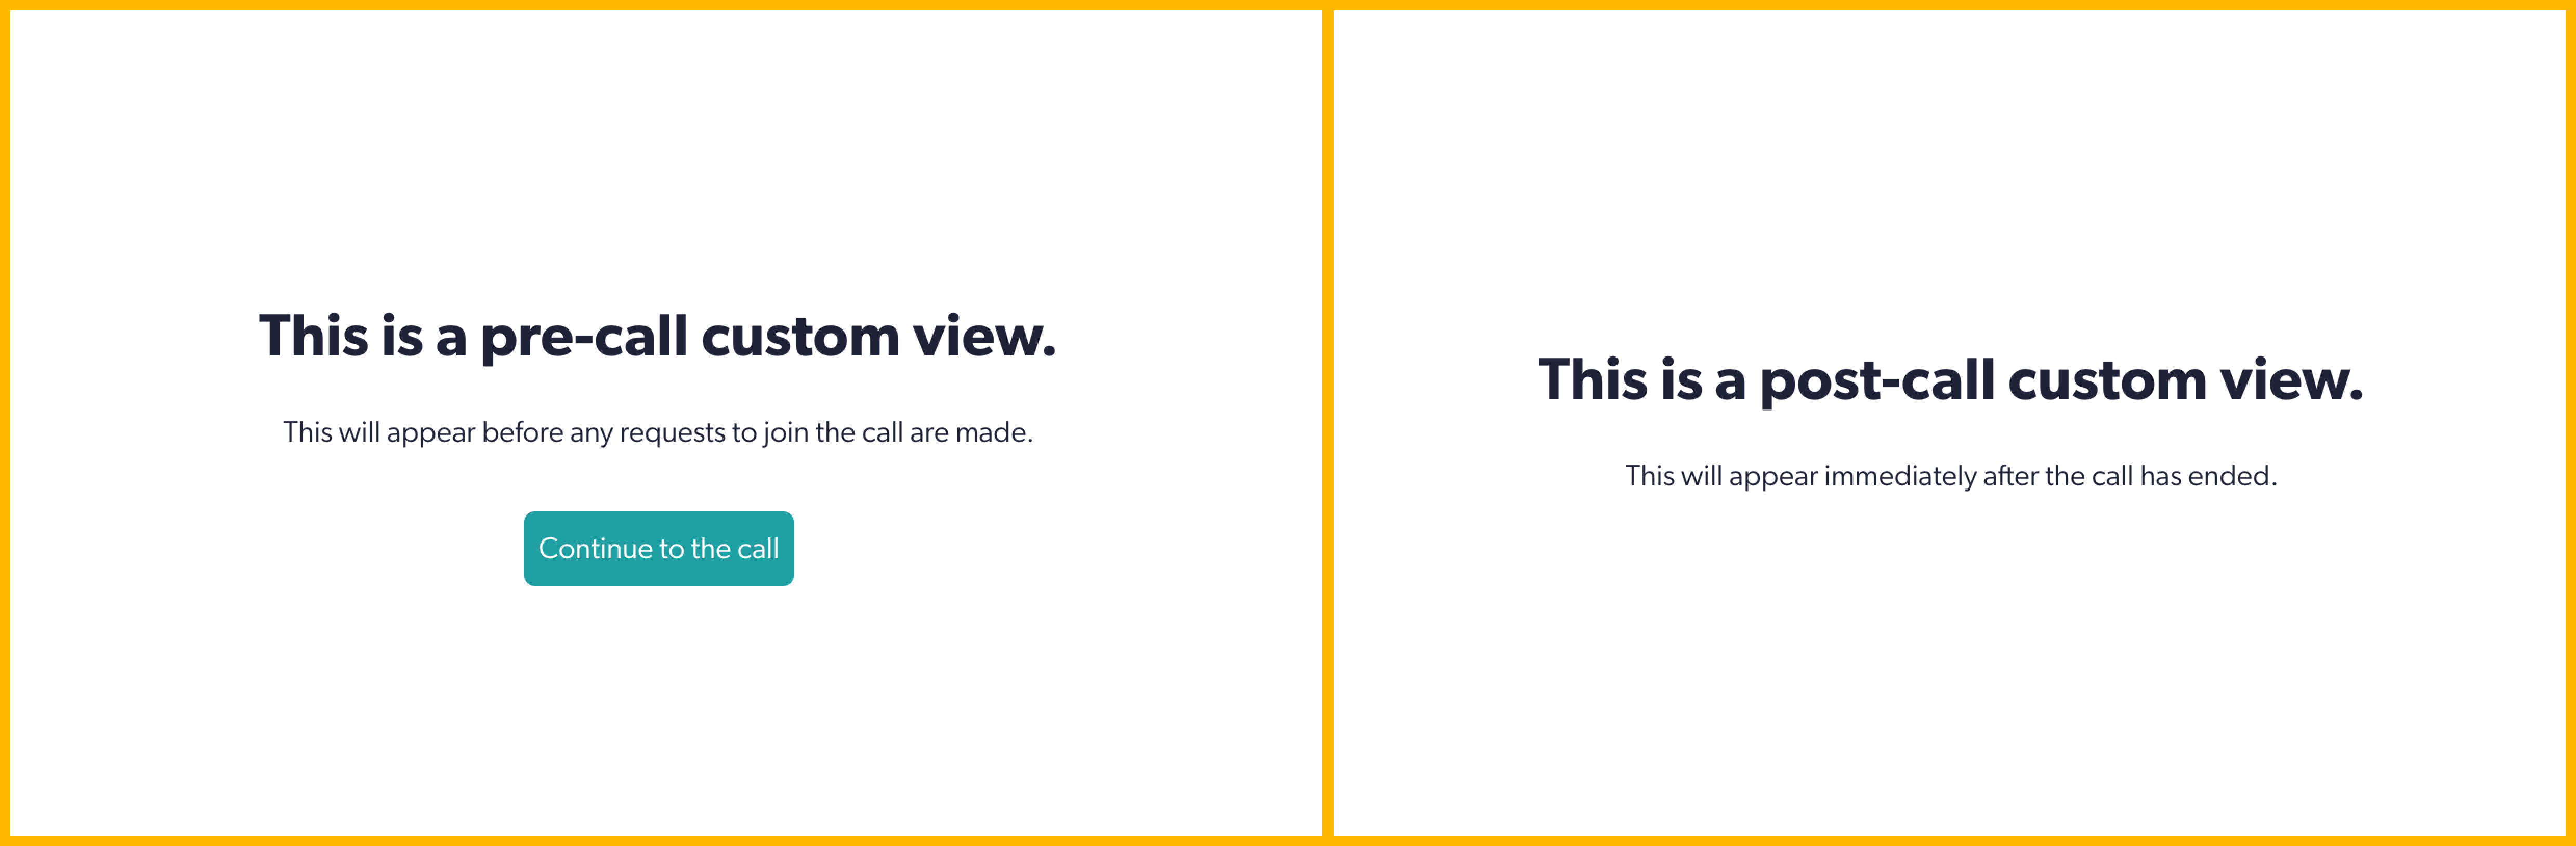 This is a pre-call custom view.
This will appear before any requests to join the call are made.
Continue to the call
This is a post-call custom view.
This will appear immediately after the call has ended.